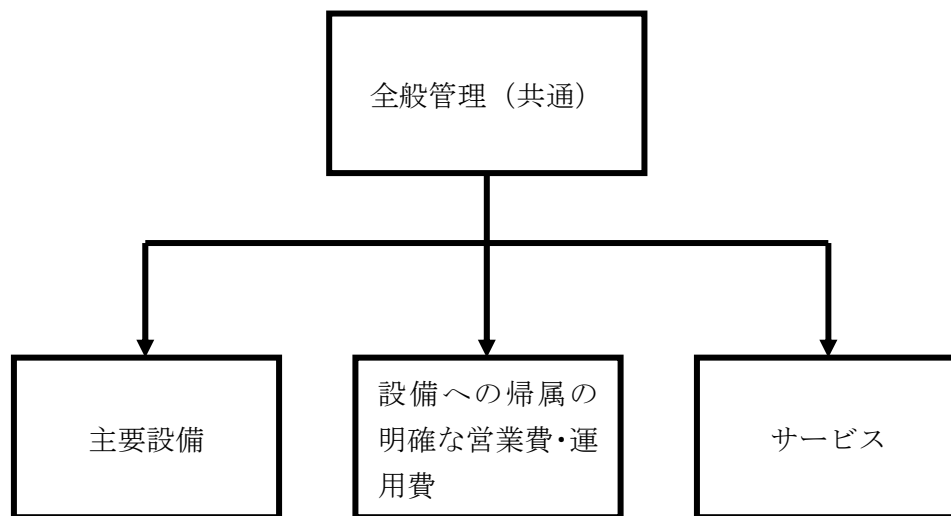 全般管理（共通）
主要設備
設備への帰属の
明確な営業費・運
用費
サービス